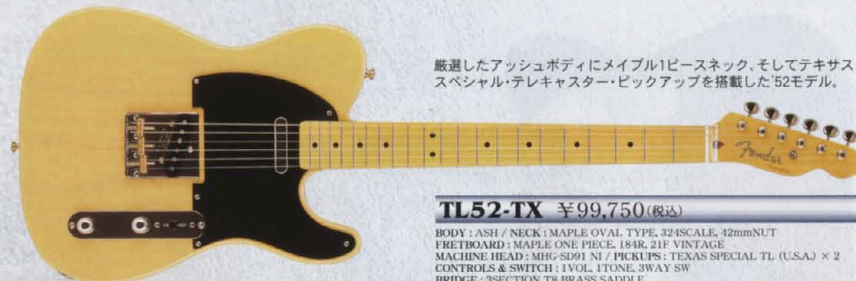 厳選したアッシュボディにメイプル1ピースネック、そしてテキサス
スペシャル・テレキャスター・ピックアップを搭載した'52モデル。
Fender
TL52-TX ¥99,750(税込)
BODY : ASH / NECK : MAPLE OVAL TYPE, 324SCALE, 42mmNUT
FRETBOARD : MAPLE ONE PIECE, 184R, 21F VINTAGE
MACHINE HEAD : MHG-SD91 NI / PICKUPS : TEXAS SPECIAL TL (U.S.A.) × 2
CONTROLS & SWITCH : 1VOL, 1TONE, 3WAY SW
BRIDGE : 3SECTION T8 BRASS SADDLE